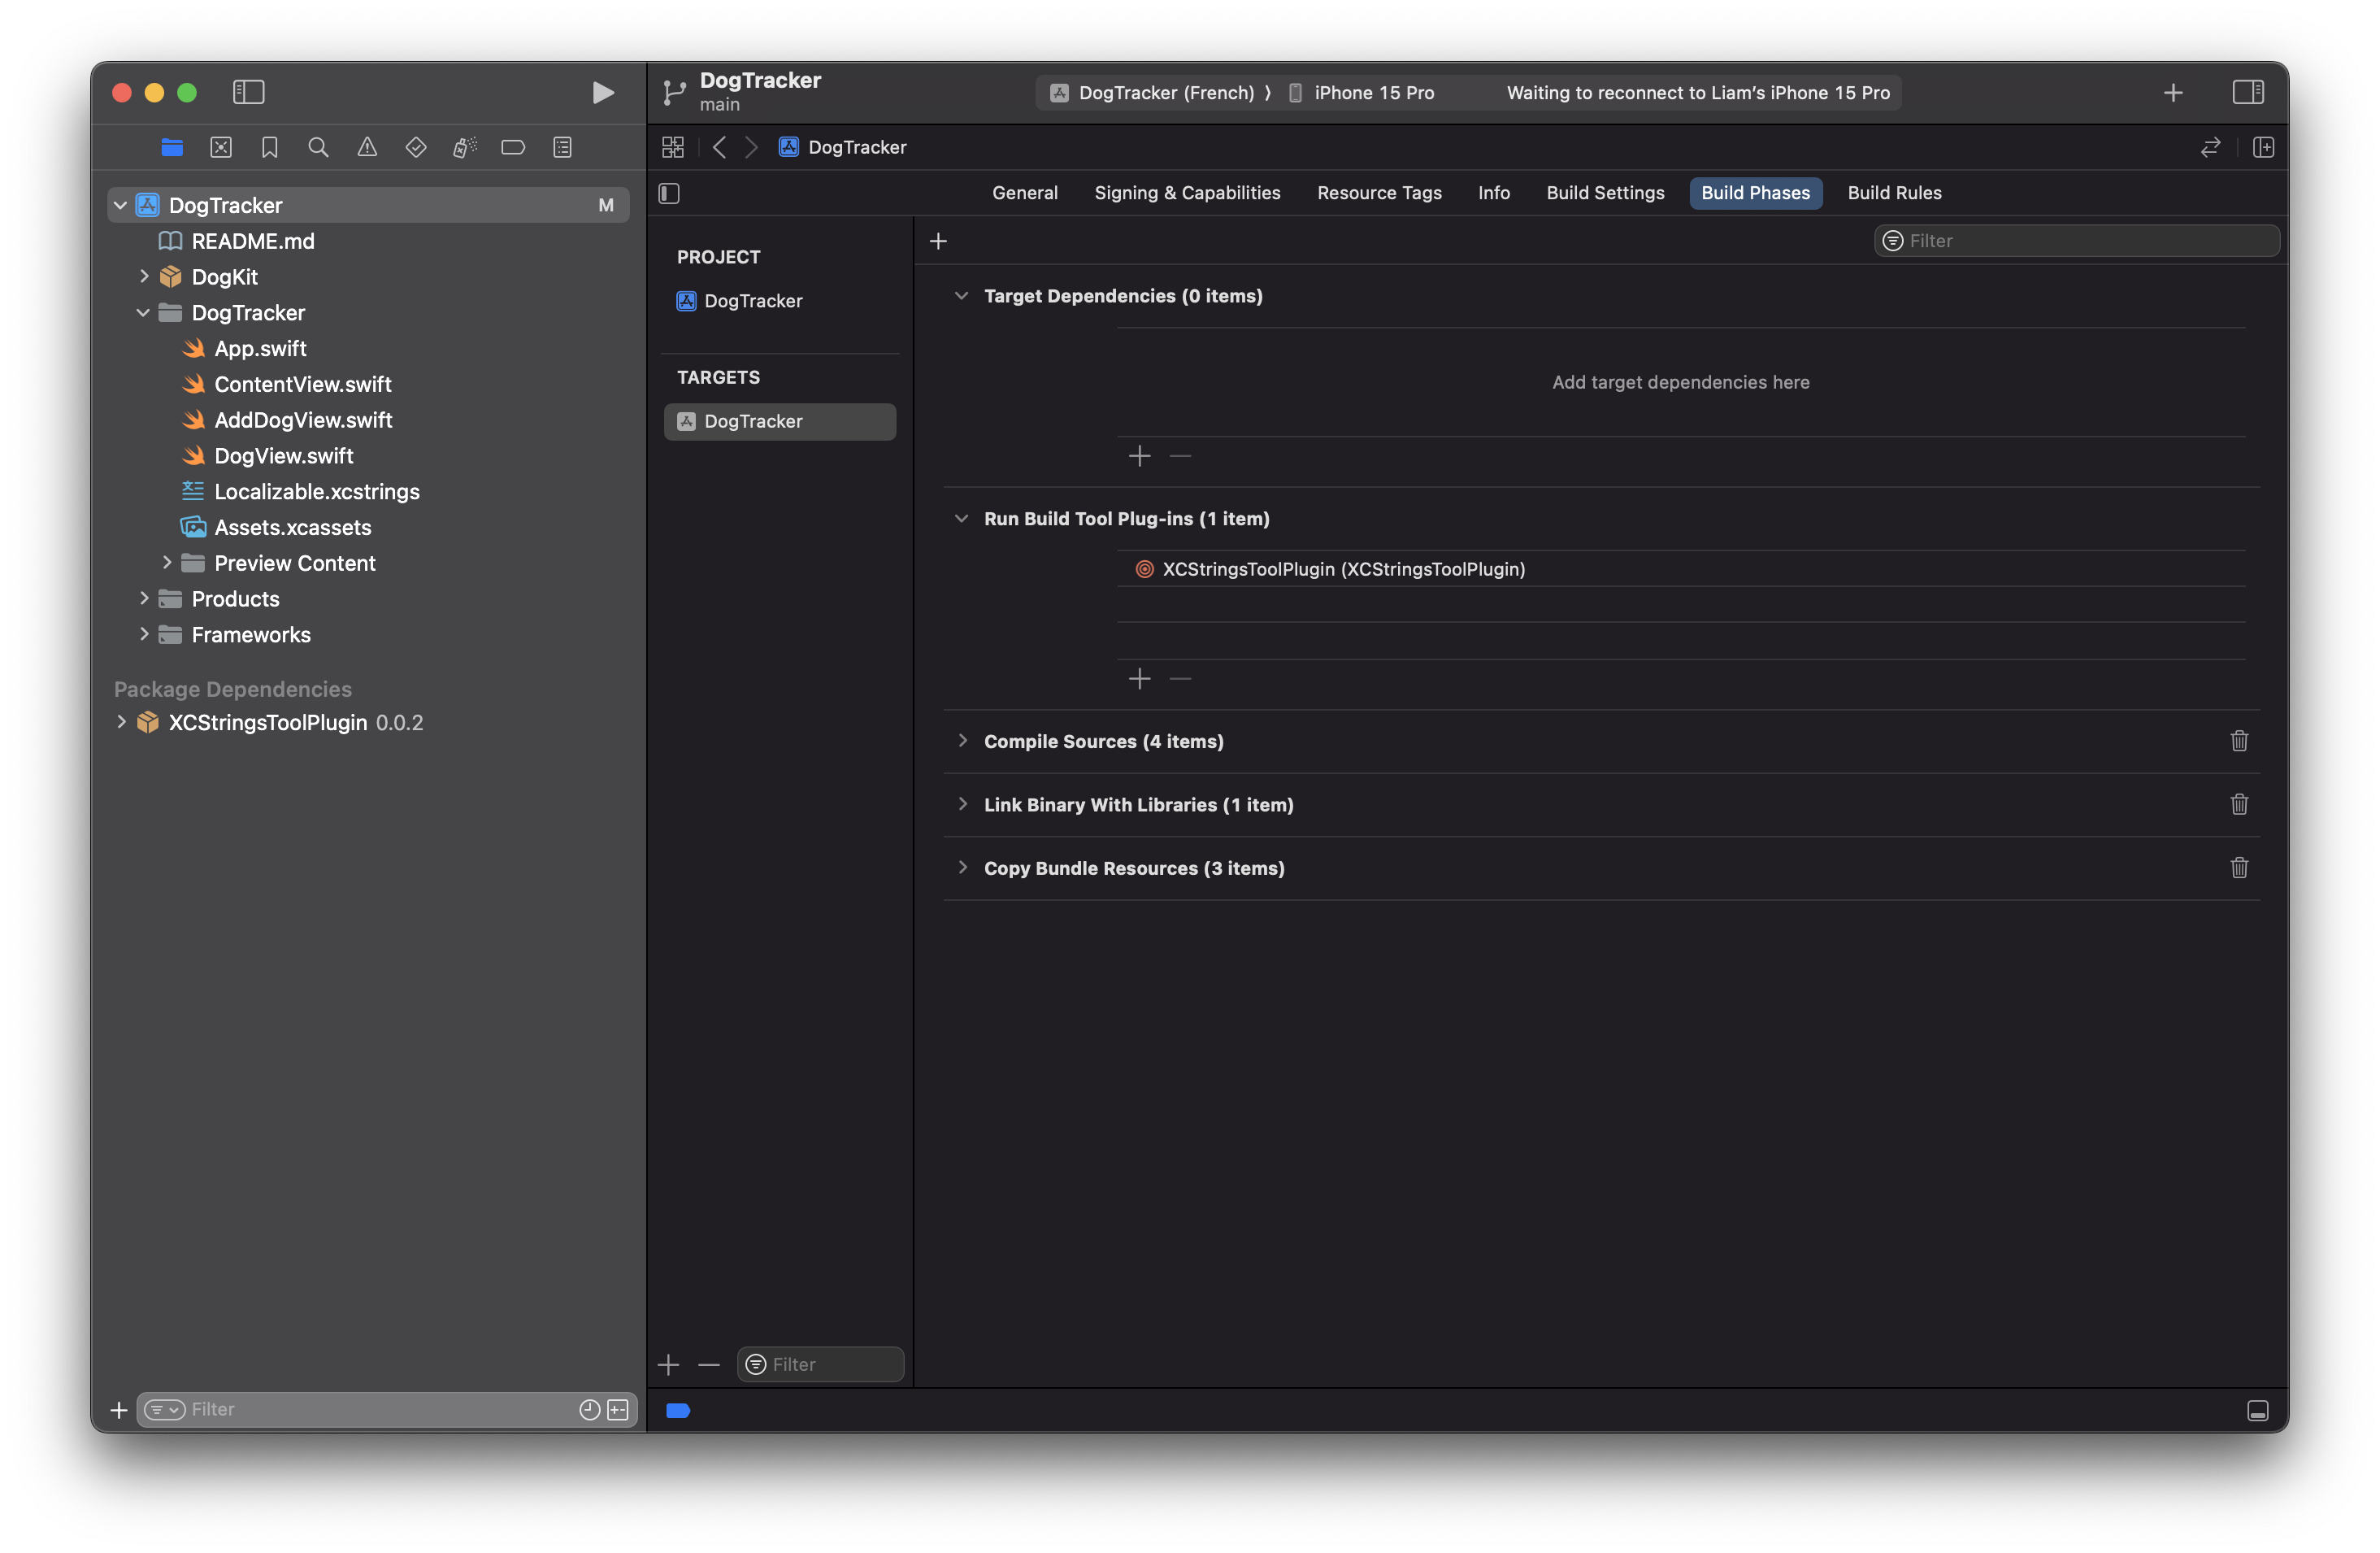 DogTracker
main
DogTracker (French) ⟩ iPhone 15 Pro
Waiting to reconnect to Liam’s iPhone 15 Pro
DogTracker
General
Signing & Capabilities
Resource Tags
Info
Build Settings
Build Phases
Build Rules
DogTracker M
README.md
DogKit
DogTracker
App.swift
ContentView.swift
AddDogView.swift
DogView.swift
Localizable.xcstrings
Assets.xcassets
Preview Content
Products
Frameworks
Package Dependencies
XCStringsToolPlugin 0.0.2
Filter
PROJECT
DogTracker
TARGETS
DogTracker
Filter
Filter
Target Dependencies (0 items)
Add target dependencies here
Run Build Tool Plug-ins (1 item)
XCStringsToolPlugin (XCStringsToolPlugin)
Compile Sources (4 items)
Link Binary With Libraries (1 item)
Copy Bundle Resources (3 items)